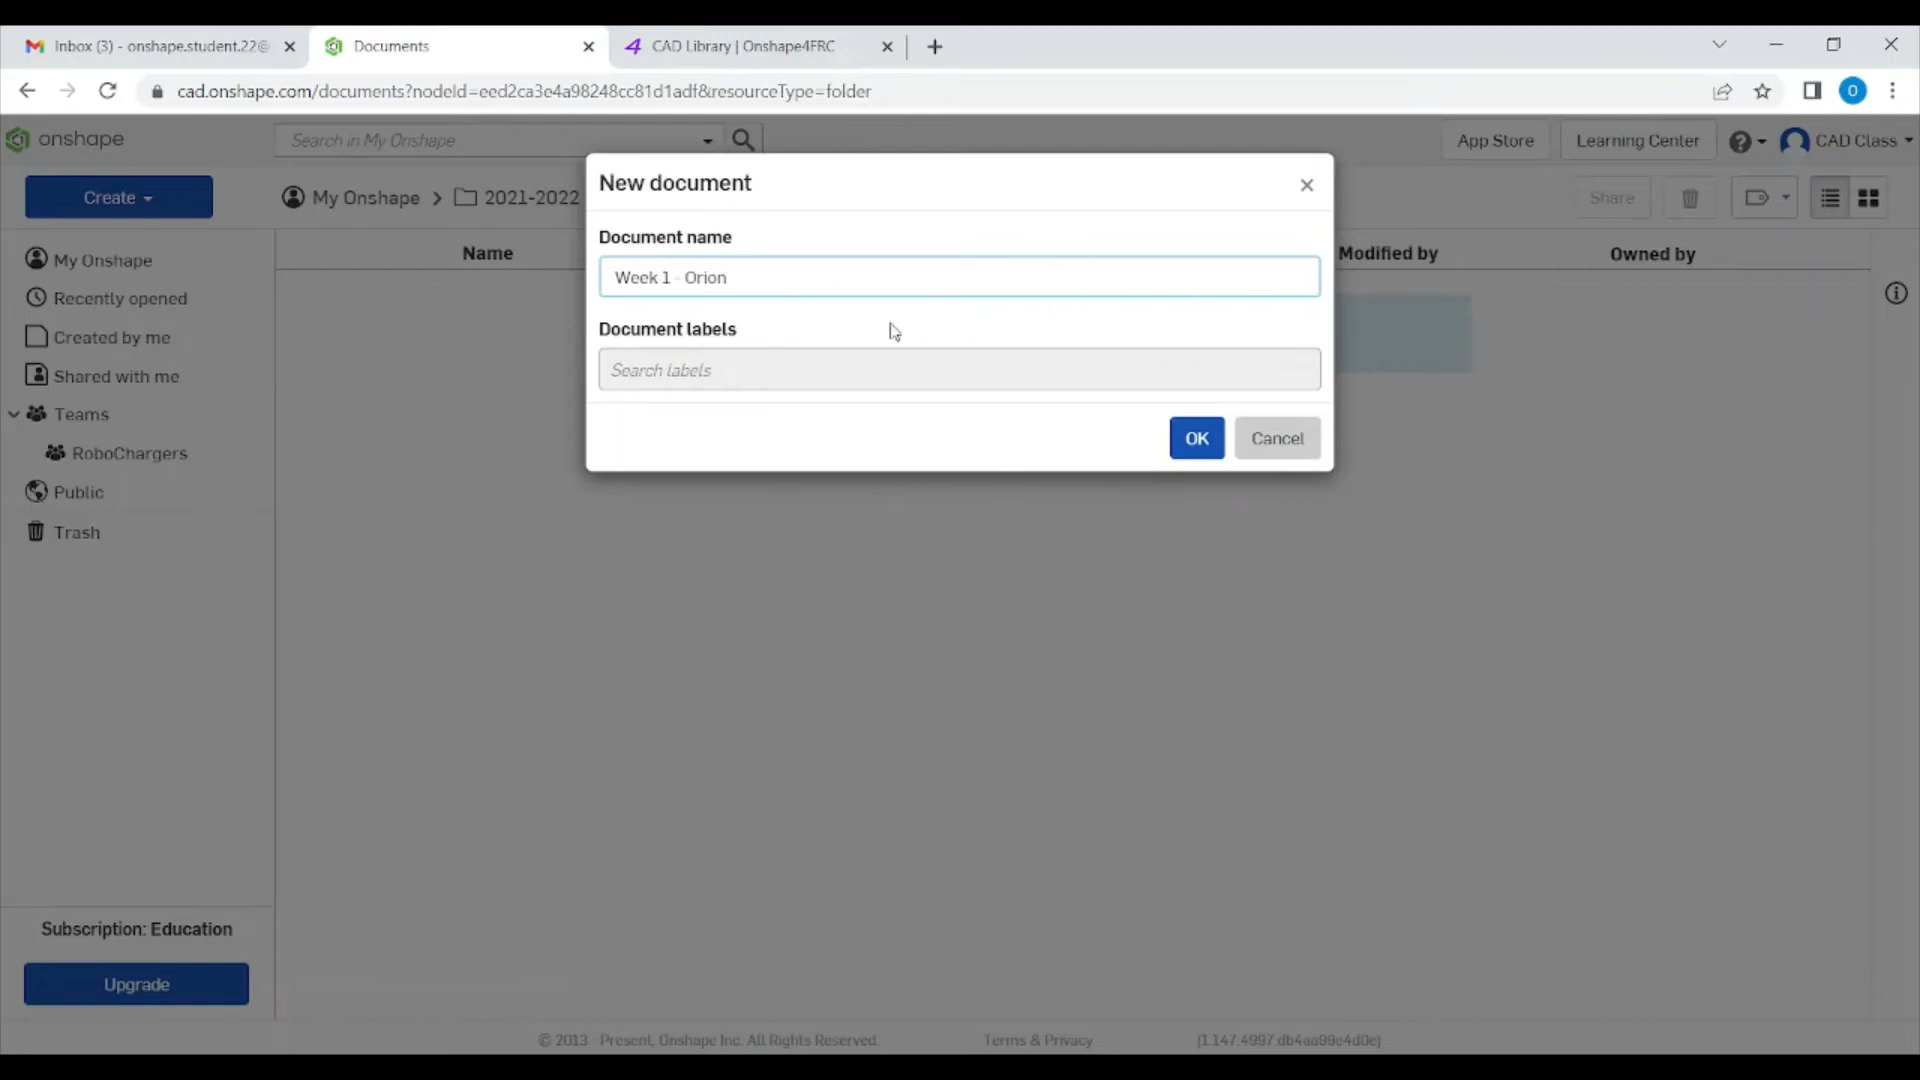 Inbox (3) - onshape.student.22@
Documents
CAD Library | Onshape4FRC
cad.onshape.com/documents?nodeId=eed2ca3e4a98248cc81d1adf&resourceType=folder
O
onshape
Search in My Onshape
App Store
Learning Center
CAD Class
Create
My Onshape
2021-2022
Share
New document
Document name
Week 1 - Orion
Document labels
Search labels
OK
Cancel
Name
Modified by
Owned by
My Onshape
Recently opened
Created by me
Shared with me
Teams
RoboChargers
Public
Trash
Subscription: Education
Upgrade
© 2013 - Present, Onshape Inc. All Rights Reserved.
Terms & Privacy
(1.147.4997.db4aa99e4d0e)